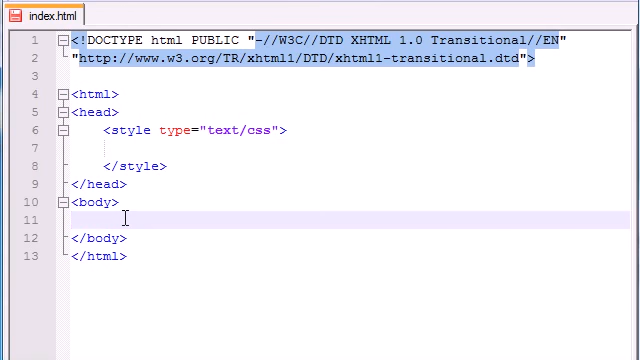 index.html
1 <!DOCTYPE html PUBLIC "-//W3C//DTD XHTML 1.0 Transitional//EN"
2 "http://www.w3.org/TR/xhtml1/DTD/xhtml1-transitional.dtd">
3
4 <html>
5 <head>
6 <style type="text/css">
7
8 </style>
9 </head>
10 <body>
11
12 </body>
13 </html>